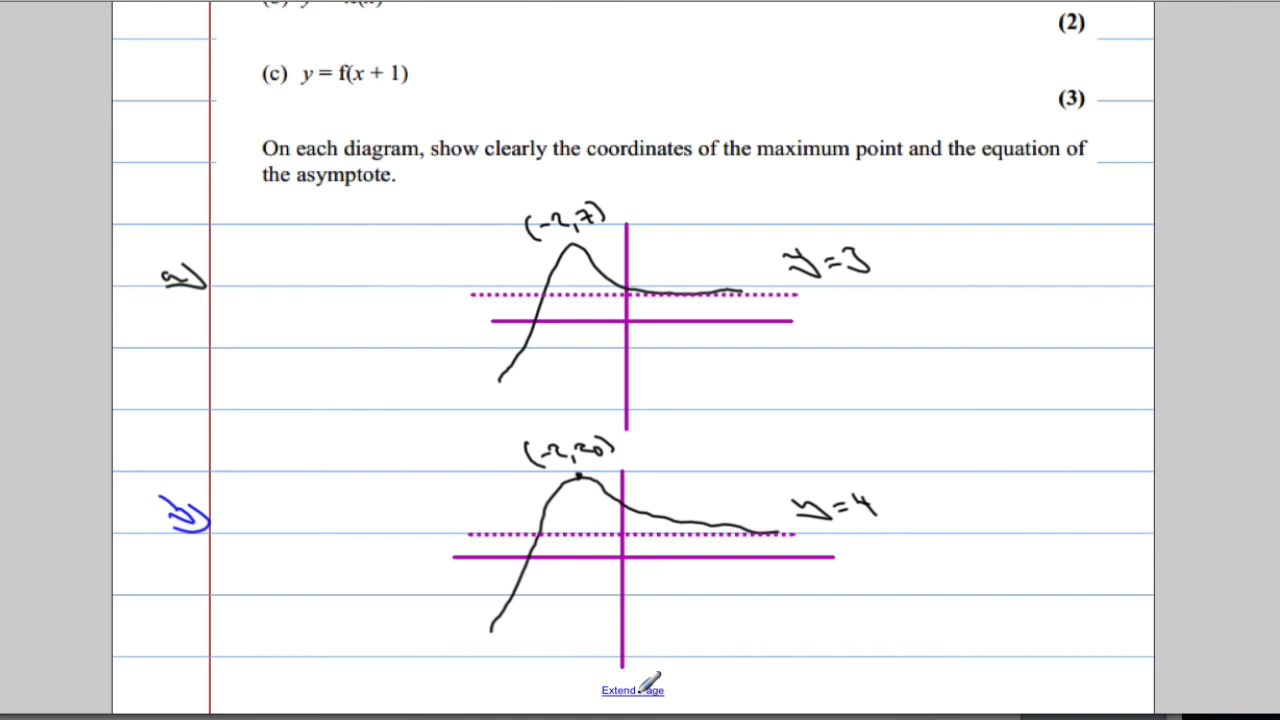 (2)
(c) y = f(x + 1)
(3)
On each diagram, show clearly the coordinates of the maximum point and the equation of
the asymptote.
(-2,7)
a)
y=3
(-2,20)
b)
y=4
Extend